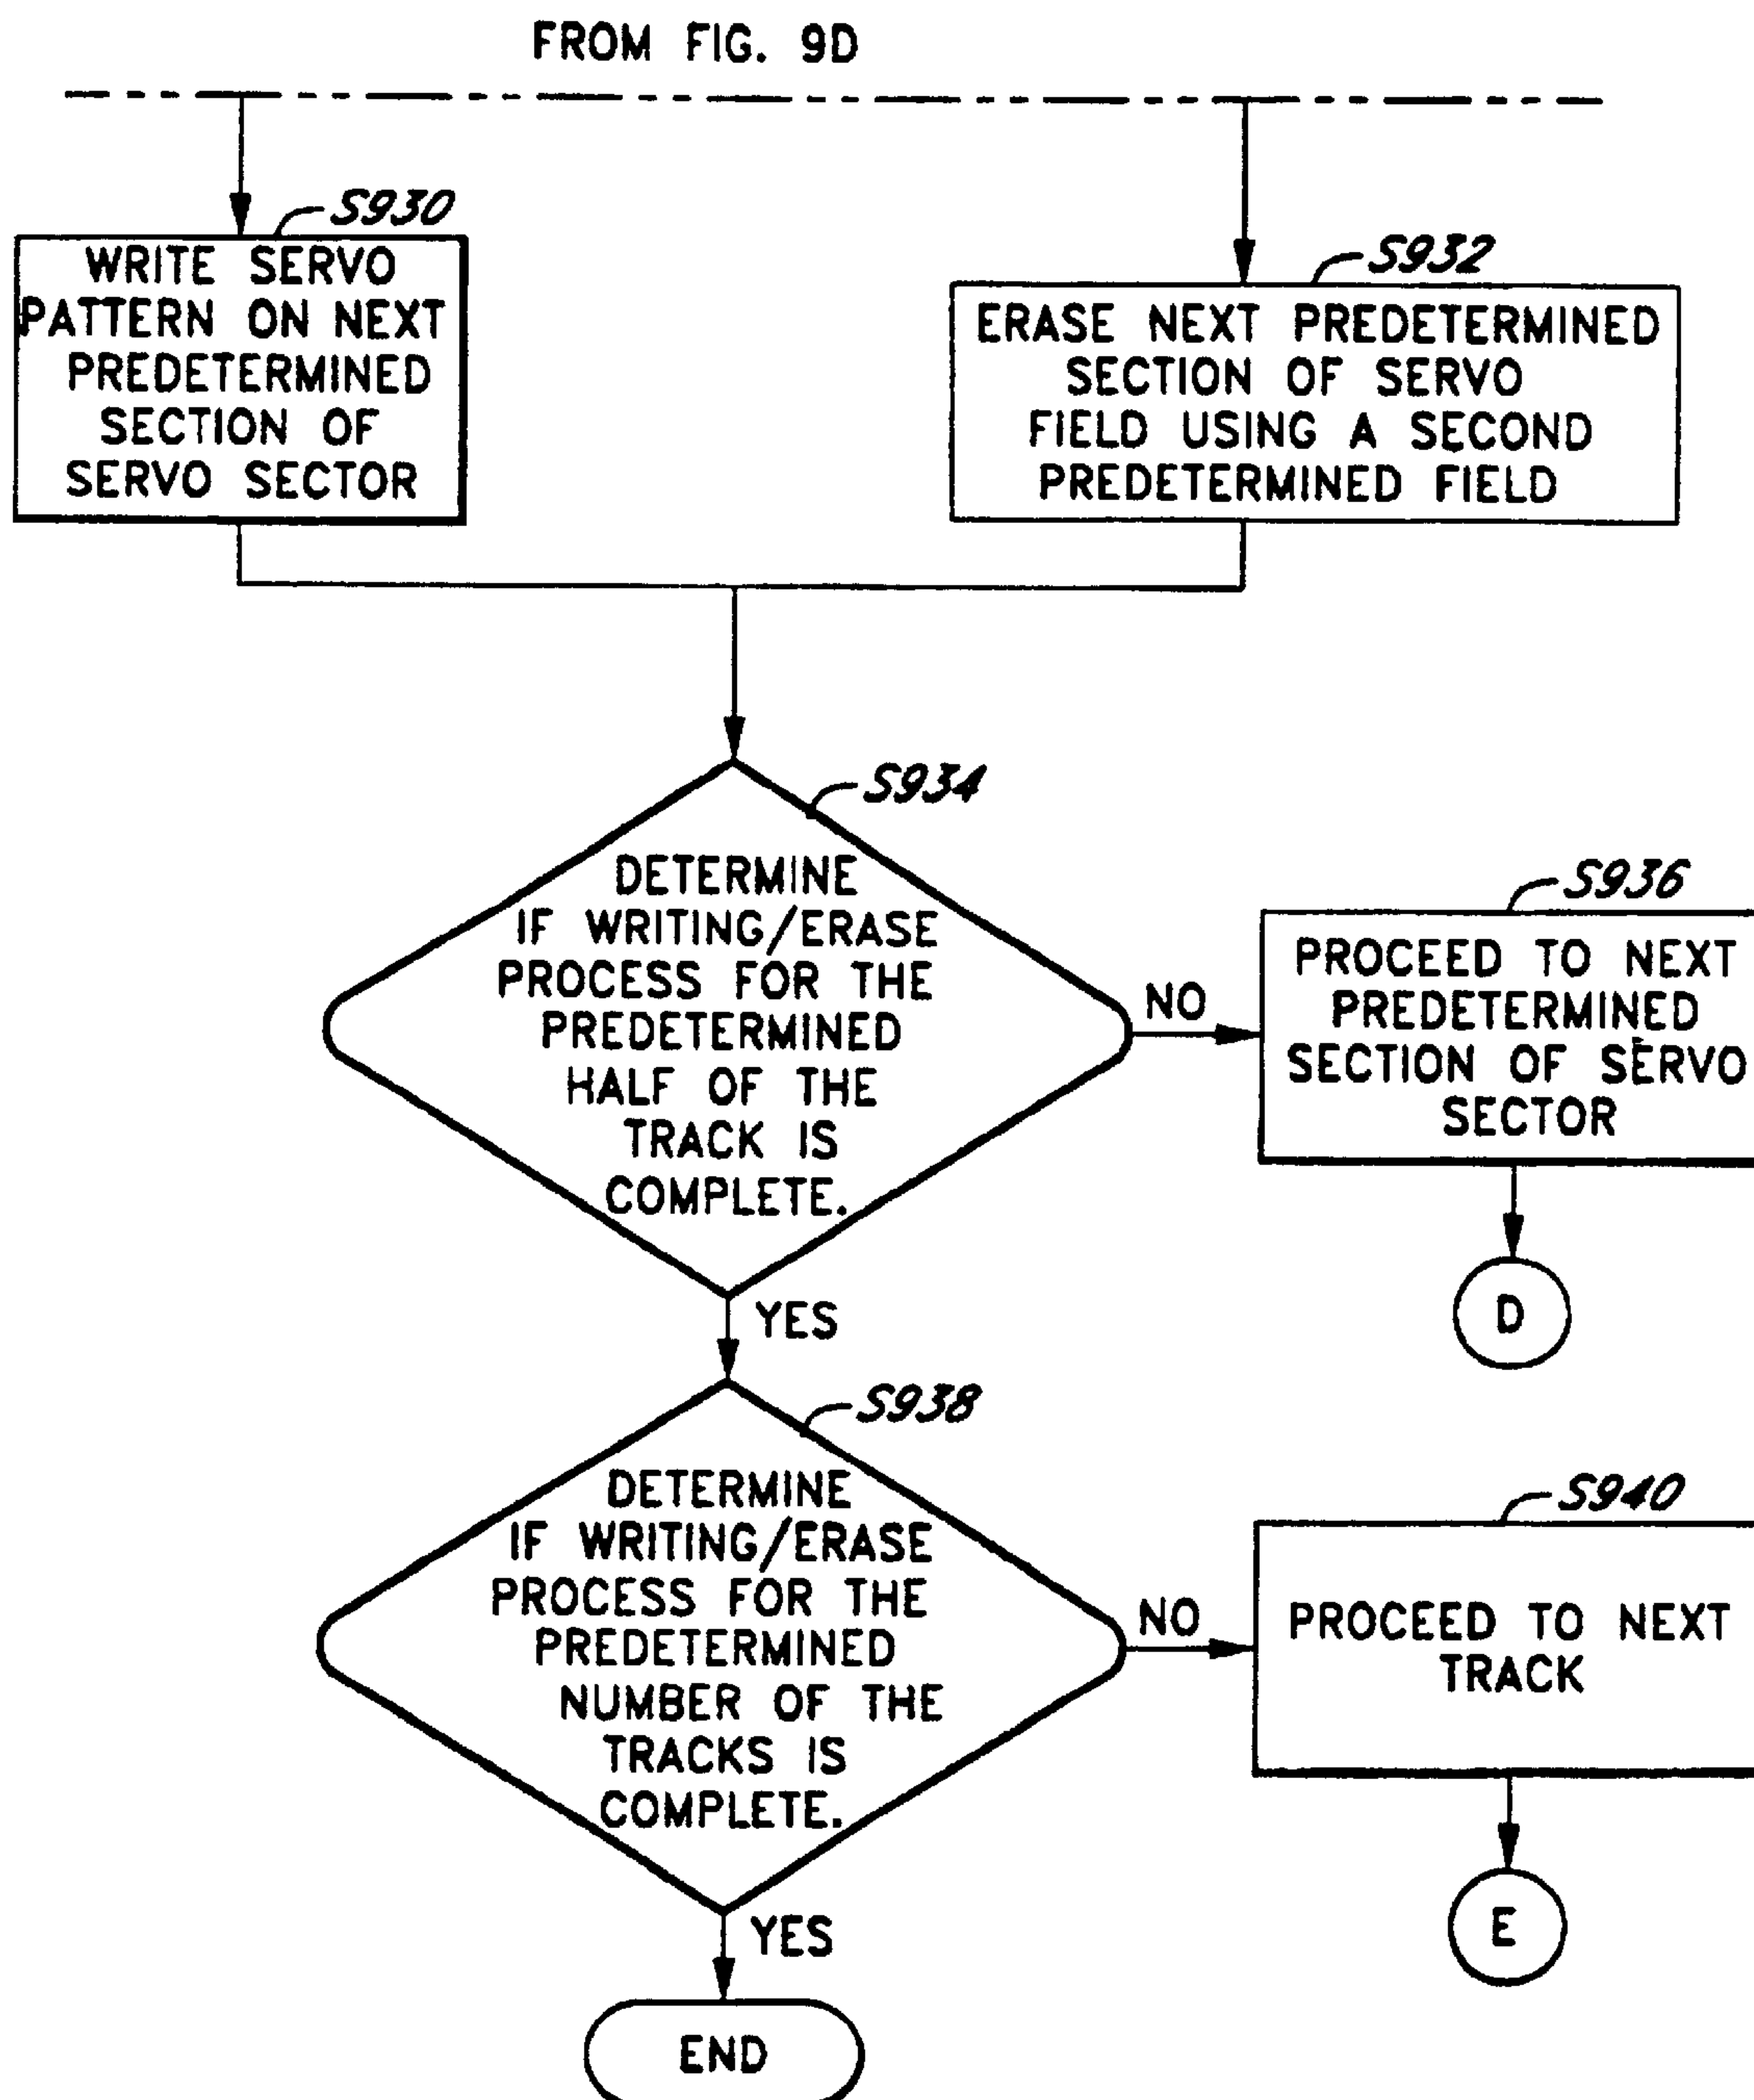 FROM FIG. 9D
S930
WRITE SERVO
PATTERN ON NEXT
PREDETERMINED
SECTION OF
SERVO SECTOR
S932
ERASE NEXT PREDETERMINED
SECTION OF SERVO
FIELD USING A SECOND
PREDETERMINED FIELD
S934
DETERMINE
IF WRITING/ERASE
PROCESS FOR THE
PREDETERMINED
HALF OF THE
TRACK IS
COMPLETE.
NO
S936
PROCEED TO NEXT
PREDETERMINED
SECTION OF SERVO
SECTOR
D
YES
S938
DETERMINE
IF WRITING/ERASE
PROCESS FOR THE
PREDETERMINED
NUMBER OF THE
TRACKS IS
COMPLETE.
NO
S940
PROCEED TO NEXT
TRACK
E
YES
END